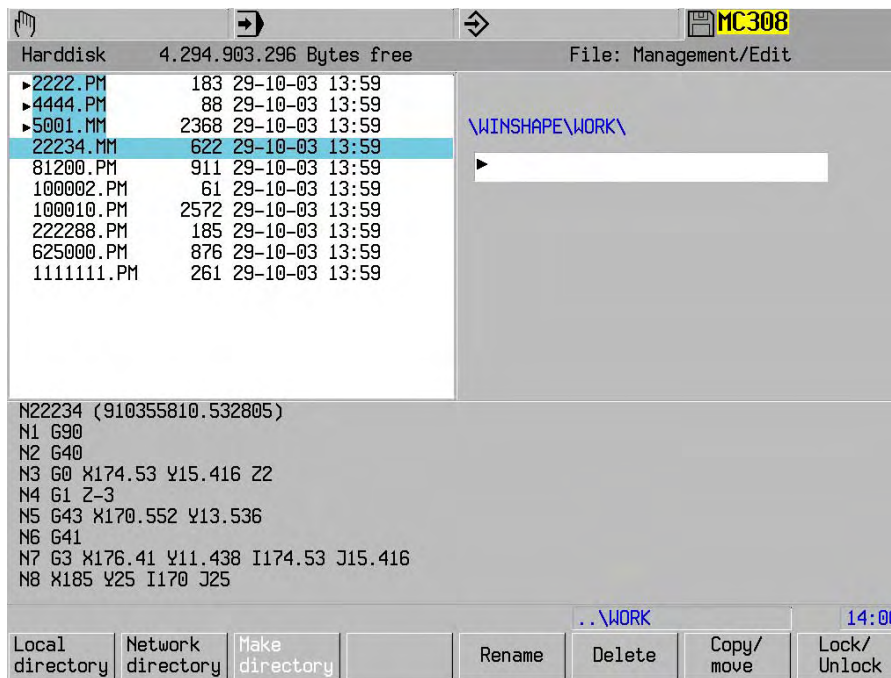 MC308
Harddisk 4.294.903.296 Bytes free File: Management/Edit
2222.PM 183 29-10-03 13:59
4444.PM 88 29-10-03 13:59
5001.MM 2368 29-10-03 13:59
22234.MM 622 29-10-03 13:59
81200.PM 911 29-10-03 13:59
100002.PM 61 29-10-03 13:59
100010.PM 2572 29-10-03 13:59
222288.PM 185 29-10-03 13:59
625000.PM 876 29-10-03 13:59
1111111.PM 261 29-10-03 13:59
\WINSHAPE\WORK\
N22234 (910355810.532805)
N1 G90
N2 G40
N3 G0 X174.53 Y15.416 Z2
N4 G1 Z-3
N5 G43 X170.552 Y13.536
N6 G41
N7 G3 X176.41 Y11.438 I174.53 J15.416
N8 X185 Y25 I170 J25
..\WORK 14:0
Local directory
Network directory
Make directory
Rename
Delete
Copy/ move
Lock/ Unlock